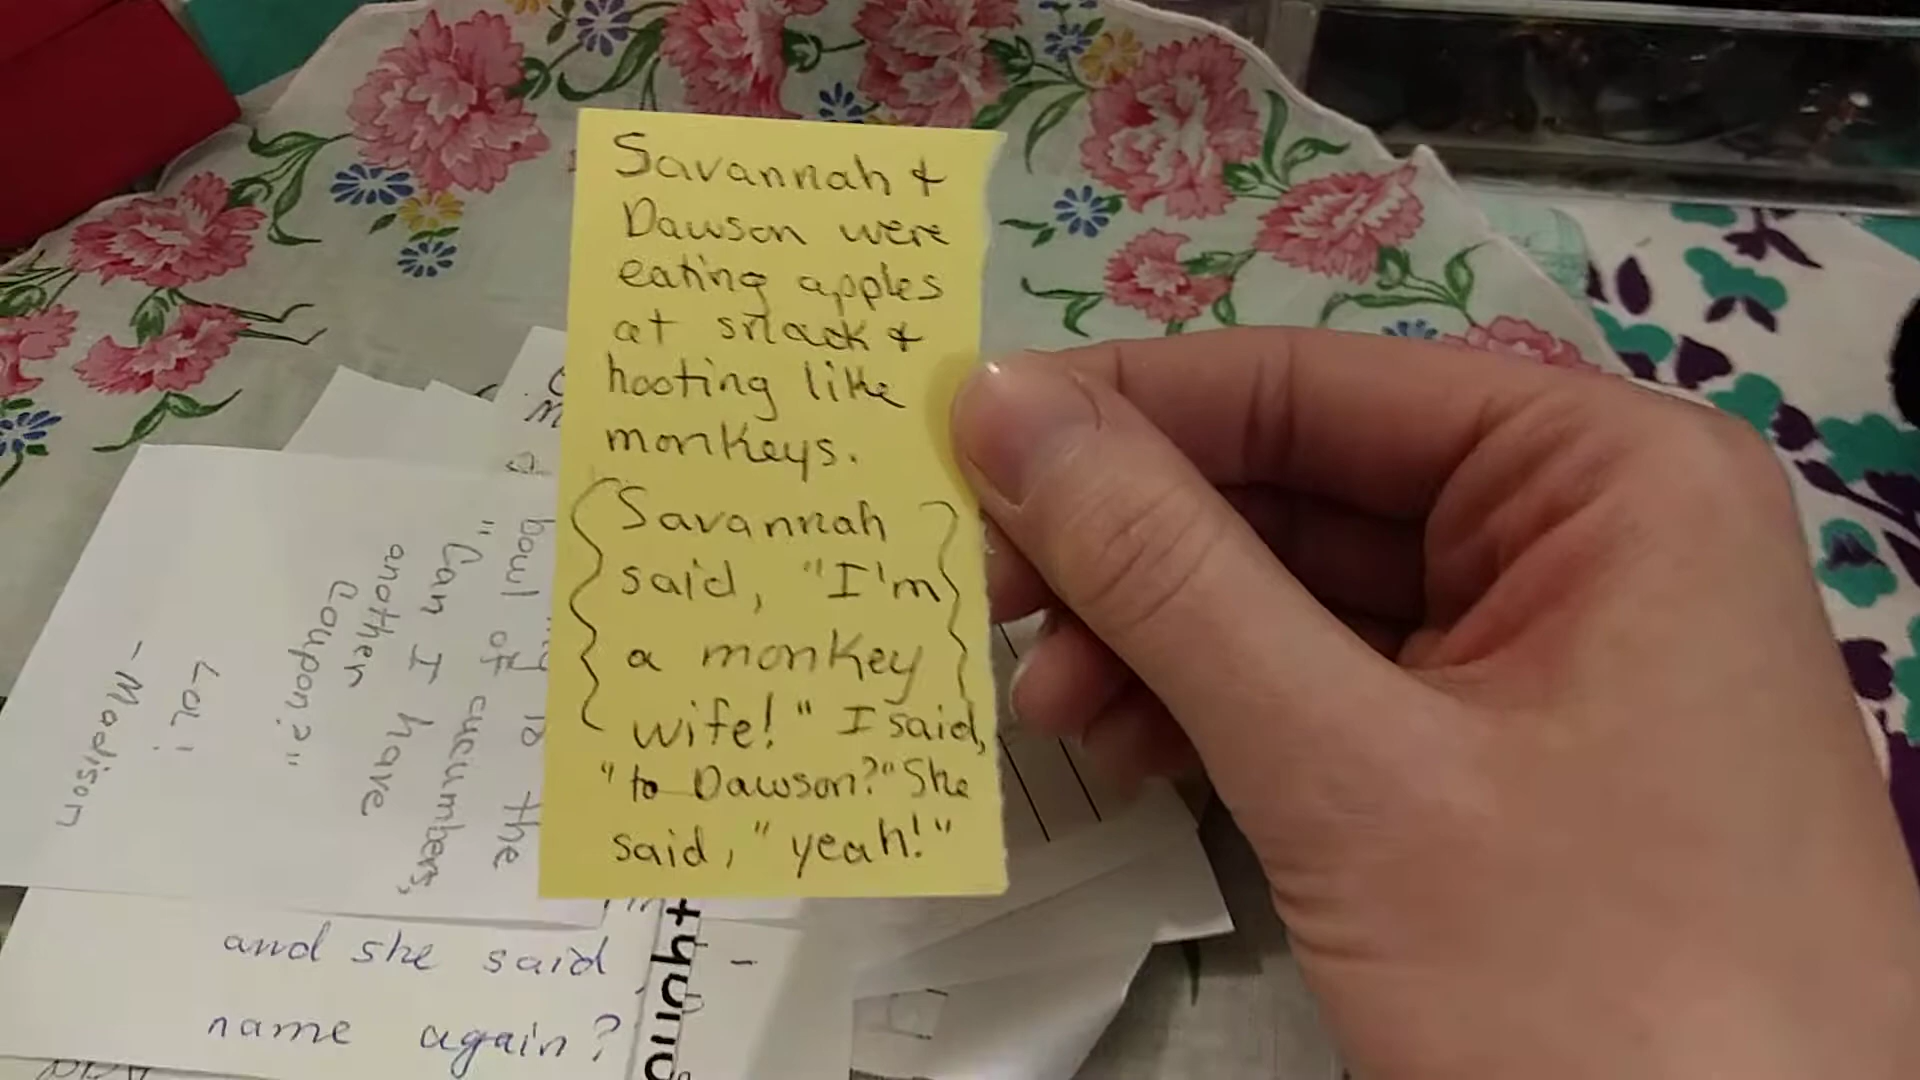 Savannah +
Dawson were
eating apples
at snack +
hooting like
monkeys.
Savannah
said, "I'm
a monkey
wife!" I said,
"to Dawson?" She
said, "yeah!"
bowl of cucumbers,
"Can I have
another
coupon?"
LOL!
- Madison
and she said
name again?
ought